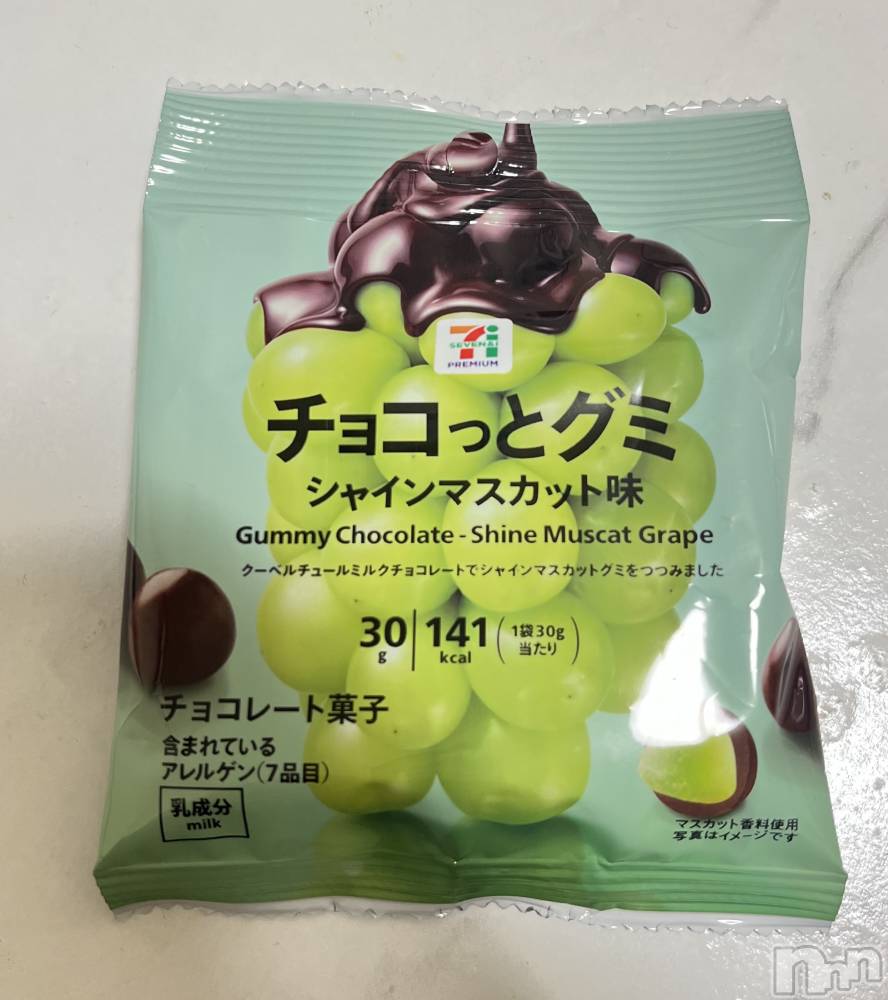 SEVEN&i
PREMIUM
チョコっとグミ
シャインマスカット味
Gummy Chocolate - Shine Muscat Grape
クーベルチュールミルクチョコレートでシャインマスカットグミをつつみました
30g 141kcal (1袋30g当たり)
チョコレート菓子
含まれている
アレルゲン(7品目)
乳成分
milk
マスカット香料使用
写真はイメージです
nnn